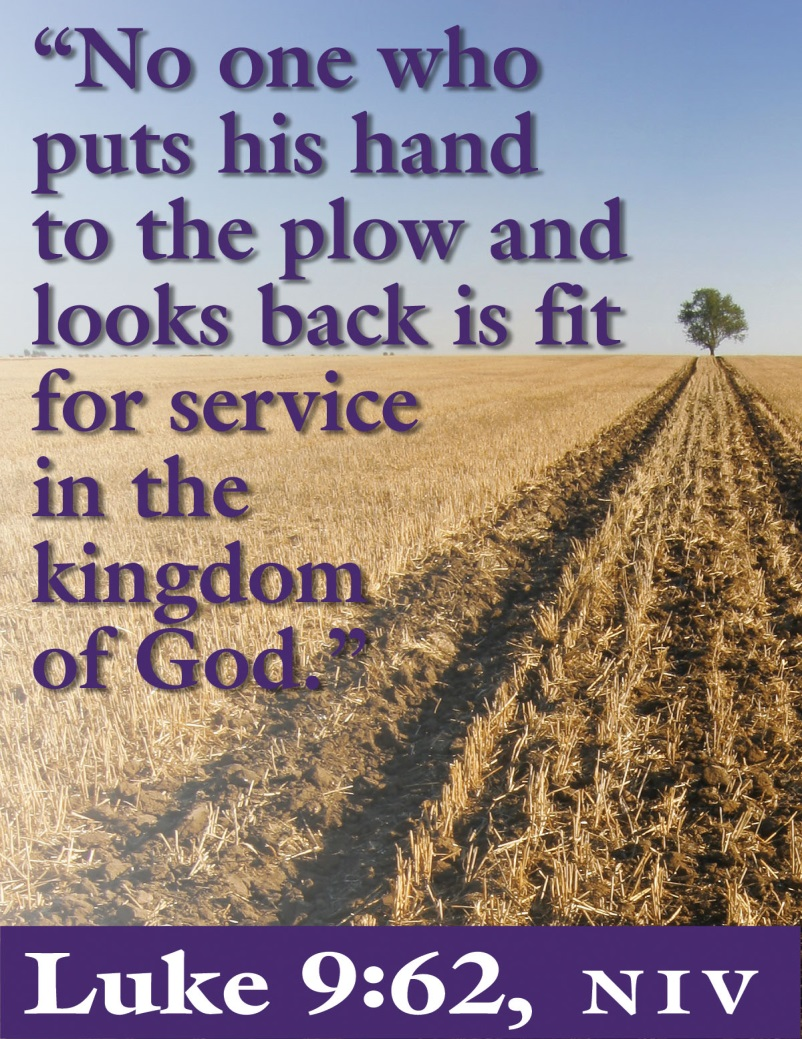 “No one who
puts his hand
to the plow and
looks back is fit
for service
in the
kingdom
of God.”
Luke 9:62, NIV